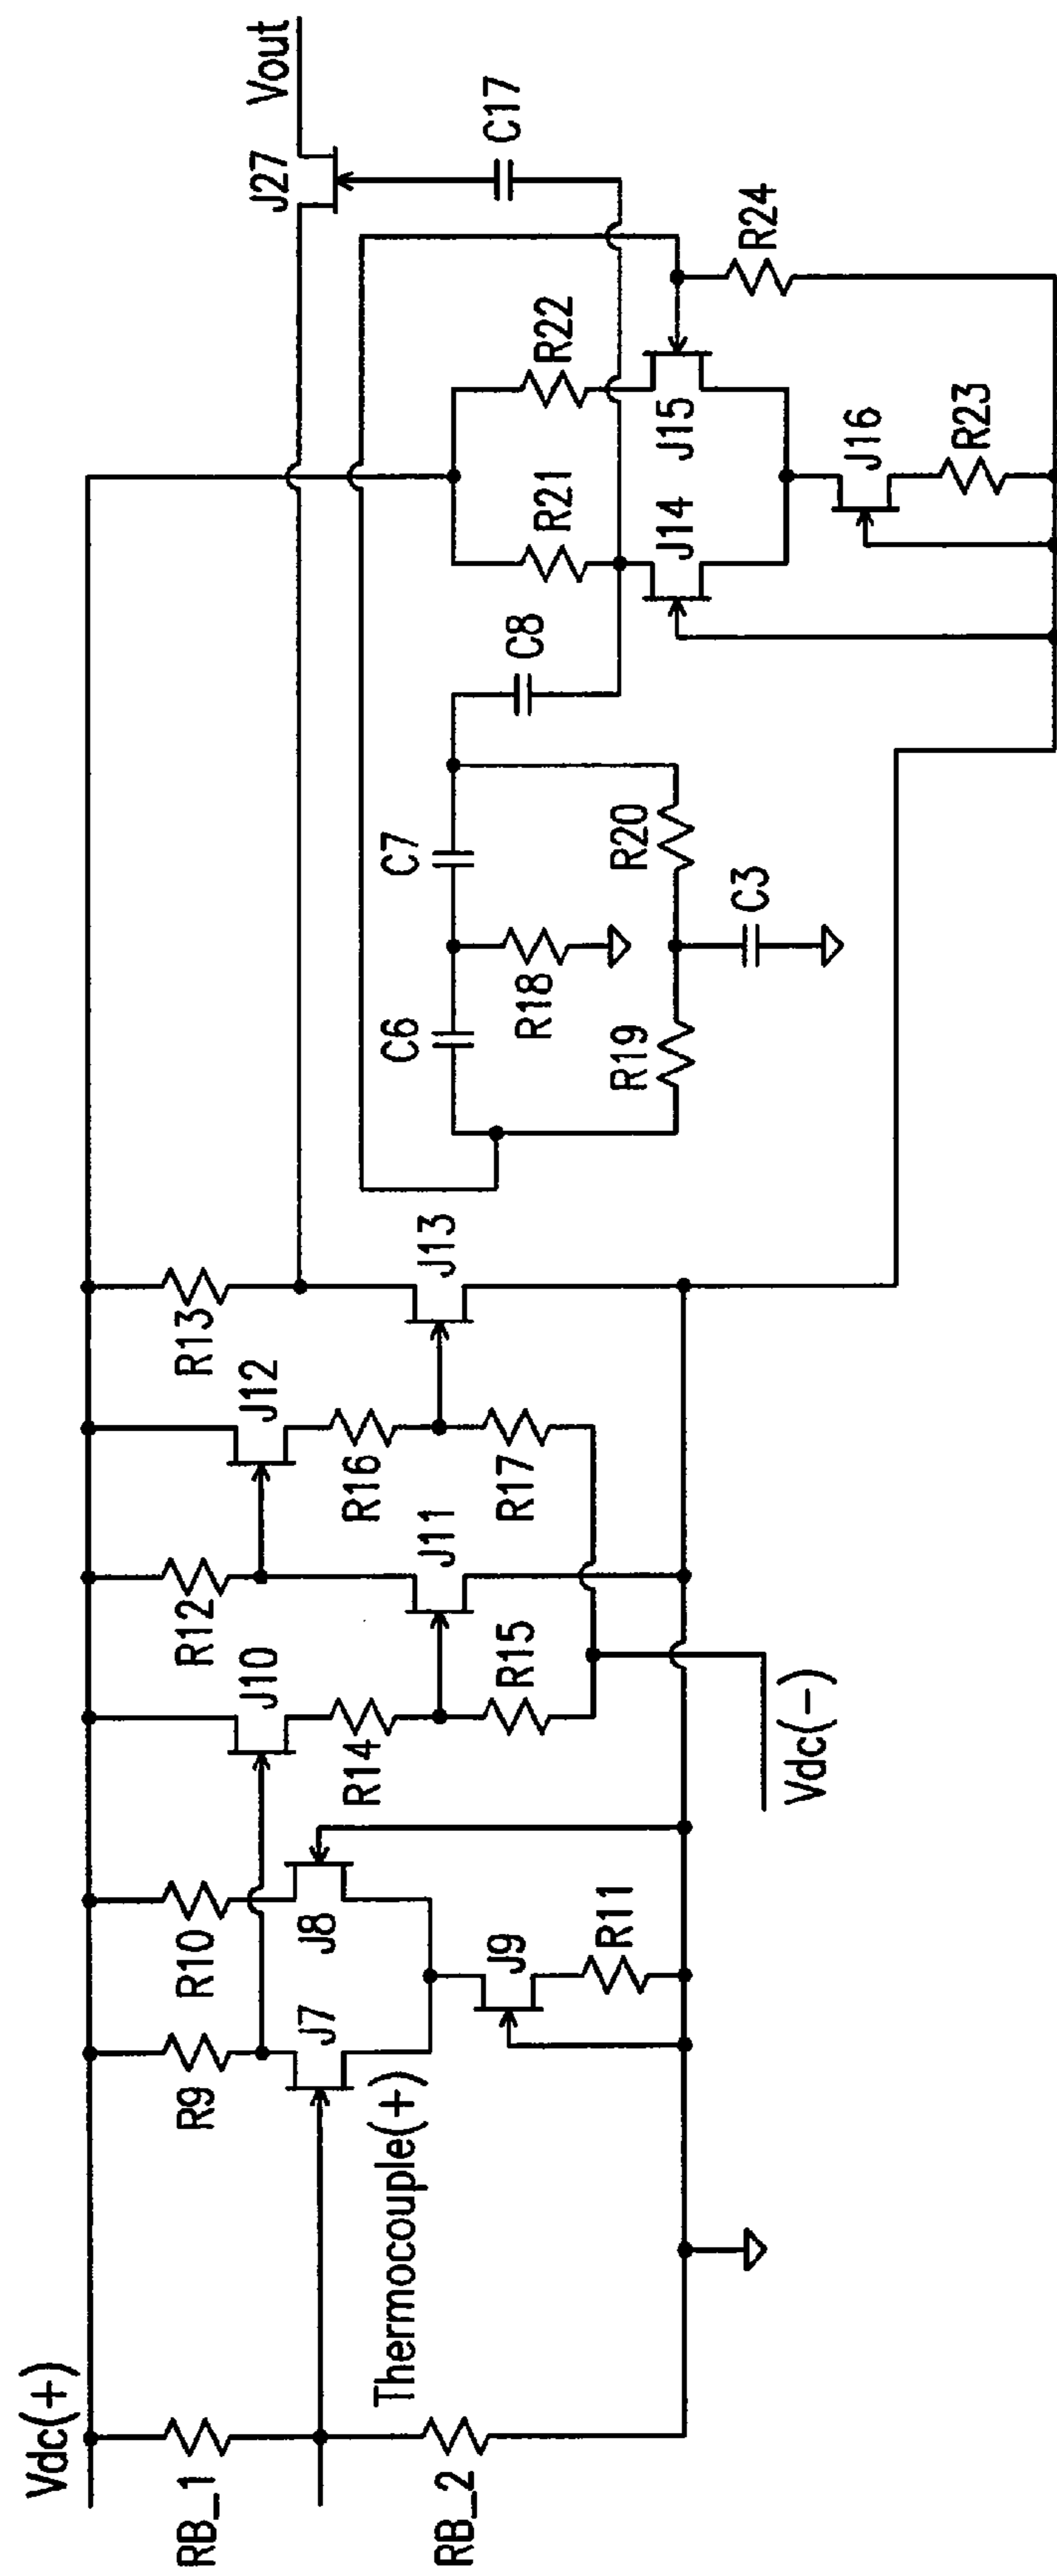 Vdc(+)
RB_1
RB_2
Thermocouple(+)
R9
R10
J7
J8
J9
R11
J10
R12
R14
J11
R15
J12
R13
R16
R17
J13
Vdc(-)
C6
C7
R18
R19
R20
C3
C8
R21
R22
J14
J15
J16
R23
R24
C17
J27
Vout